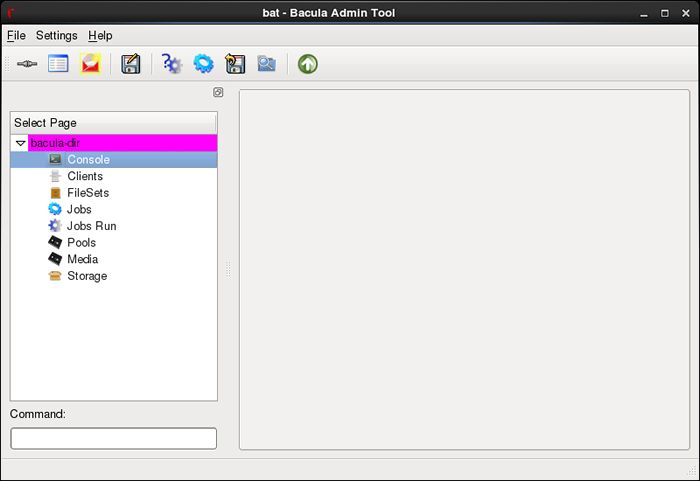 bat - Bacula Admin Tool
File Settings Help
Select Page
bacula-dir
Console
Clients
FileSets
Jobs
Jobs Run
Pools
Media
Storage
Command: